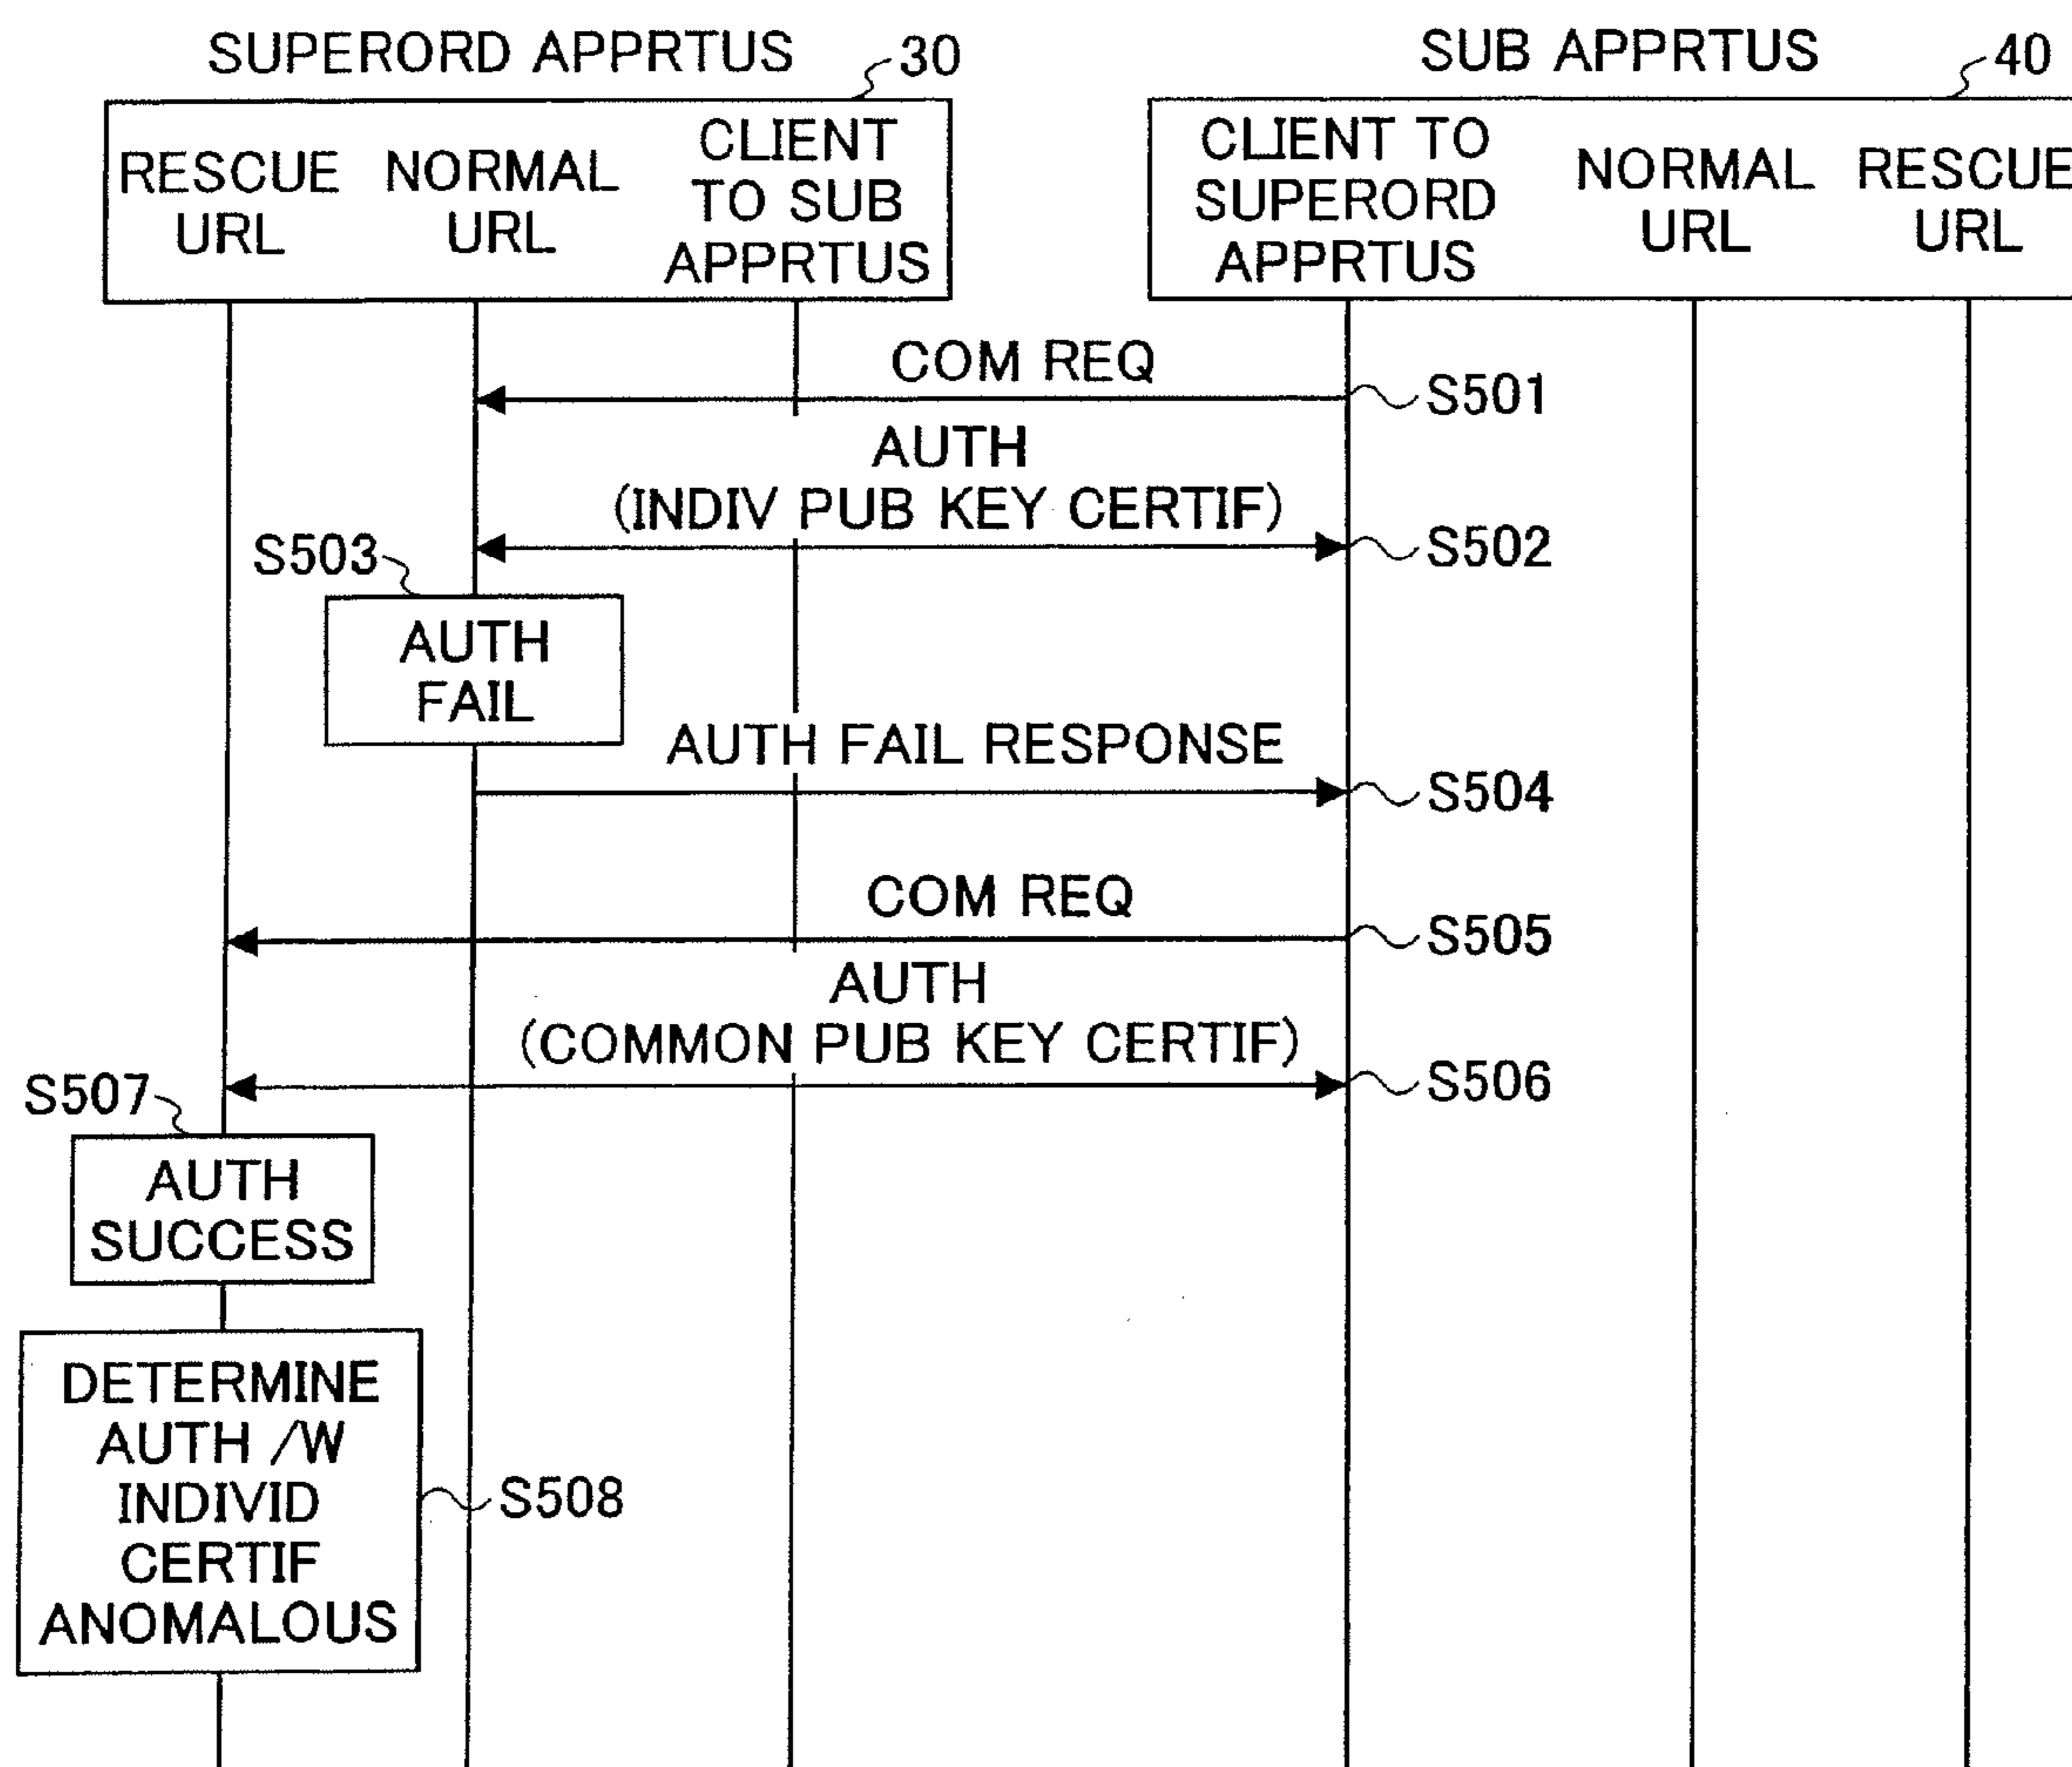 SUPERORD APPRTUS
30
SUB APPRTUS
40
RESCUE
URL
NORMAL
URL
CLIENT
TO SUB
APPRTUS
CLIENT TO
SUPERORD
APPRTUS
NORMAL
URL
RESCUE
URL
COM REQ
S501
AUTH
(INDIV PUB KEY CERTIF)
S502
S503
AUTH
FAIL
AUTH FAIL RESPONSE
S504
COM REQ
S505
AUTH
(COMMON PUB KEY CERTIF)
S506
S507
AUTH
SUCCESS
DETERMINE
AUTH /W
INDIVID
CERTIF
ANOMALOUS
S508